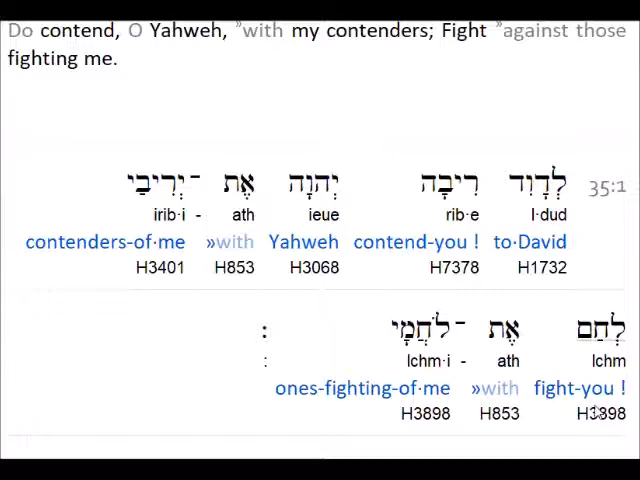 Do contend, O Yahweh, »with my contenders; Fight »against those
fighting me.
35:1 לְדָוִד רִיבָה יְהוָה אֶת־ יְרִיבַי
irib·i - ath ieue rib·e l·dud
contenders-of·me »with Yahweh contend-you ! to·David
H3401 H853 H3068 H7378 H1732
לְחַם אֶת־ לֹחֲמָי :
: lchm·i - ath lchm
ones-fighting-of·me »with fight-you !
H3898 H853 H3898